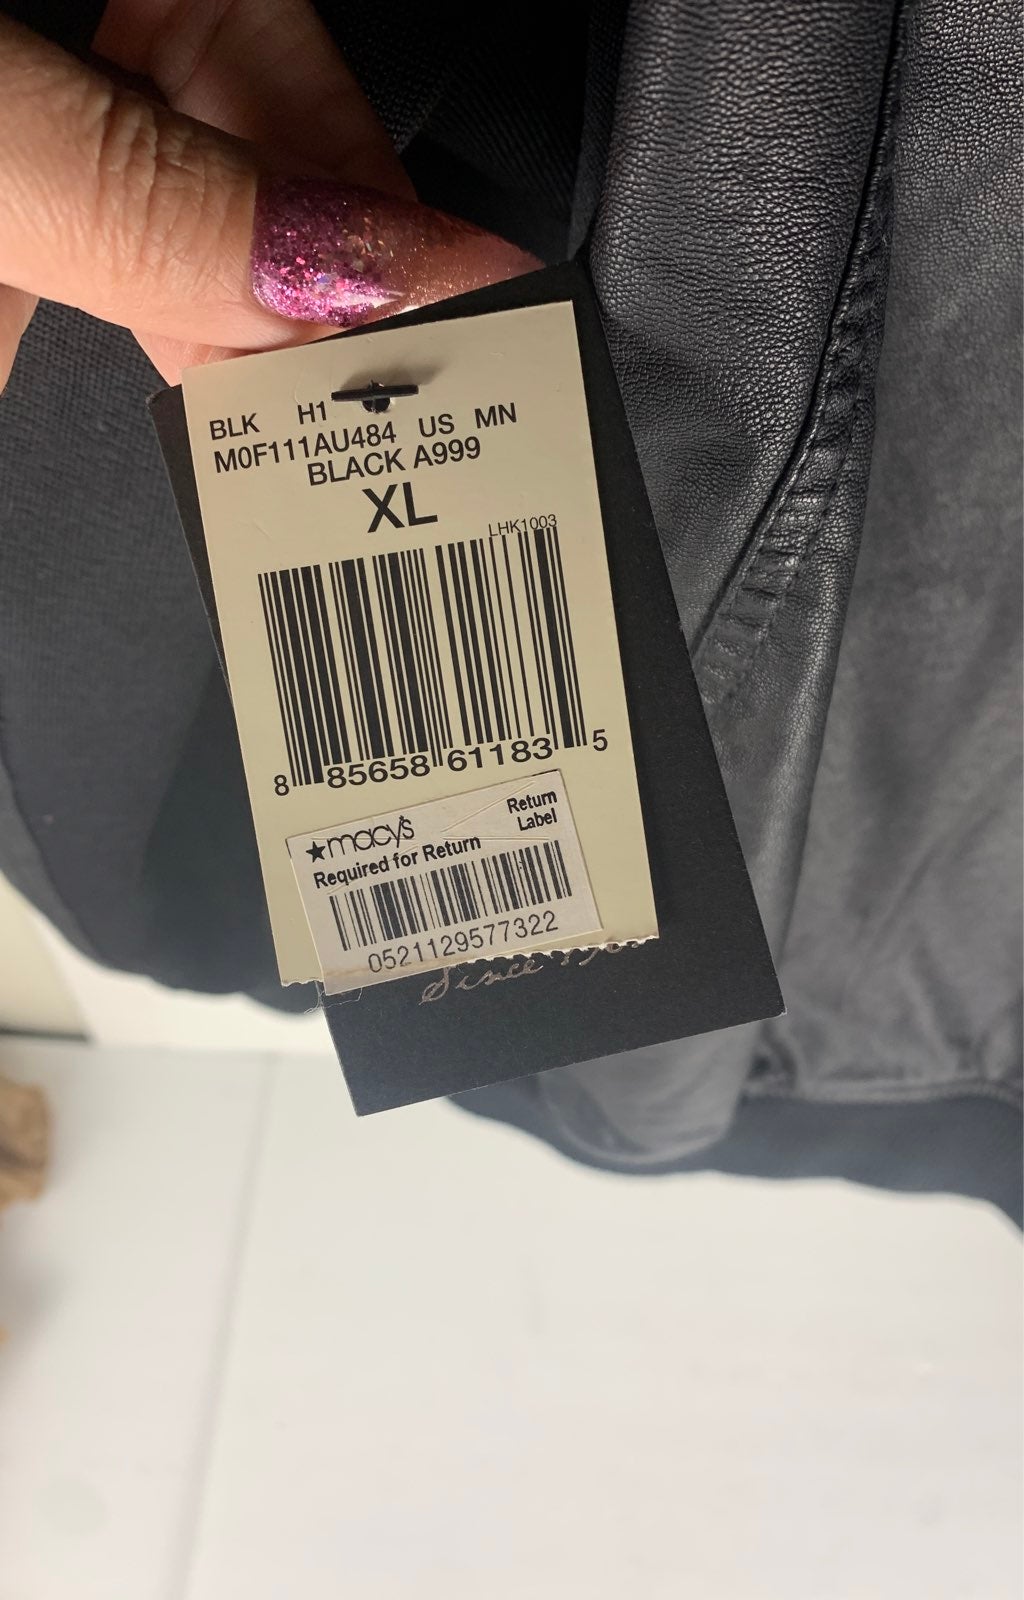 BLK H1
M0F111AU484 US MN
BLACK A999
XL
LHK1003
8 85658 61183 5
macy's
Return
Label
Required for Return
0521129577322
Since